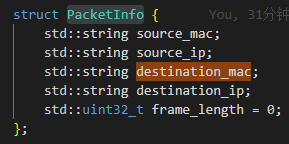 struct PacketInfo {          You, 31分钟
    std::string source_mac;
    std::string source_ip;
    std::string destination_mac;
    std::string destination_ip;
    std::uint32_t frame_length = 0;
};